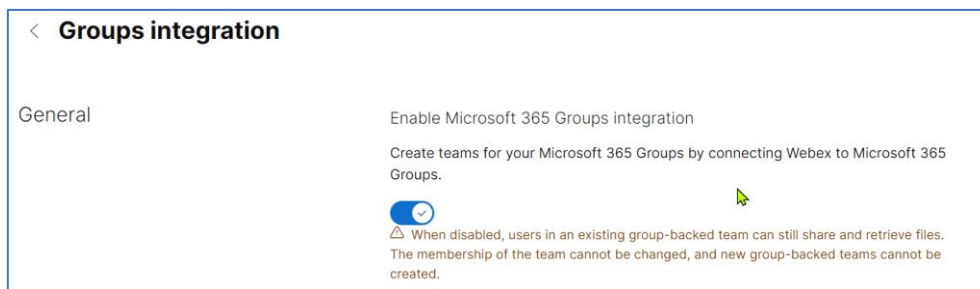 Groups integration
General
Enable Microsoft 365 Groups integration
Create teams for your Microsoft 365 Groups by connecting Webex to Microsoft 365
Groups.
When disabled, users in an existing group-backed team can still share and retrieve files.
The membership of the team cannot be changed, and new group-backed teams cannot be
created.